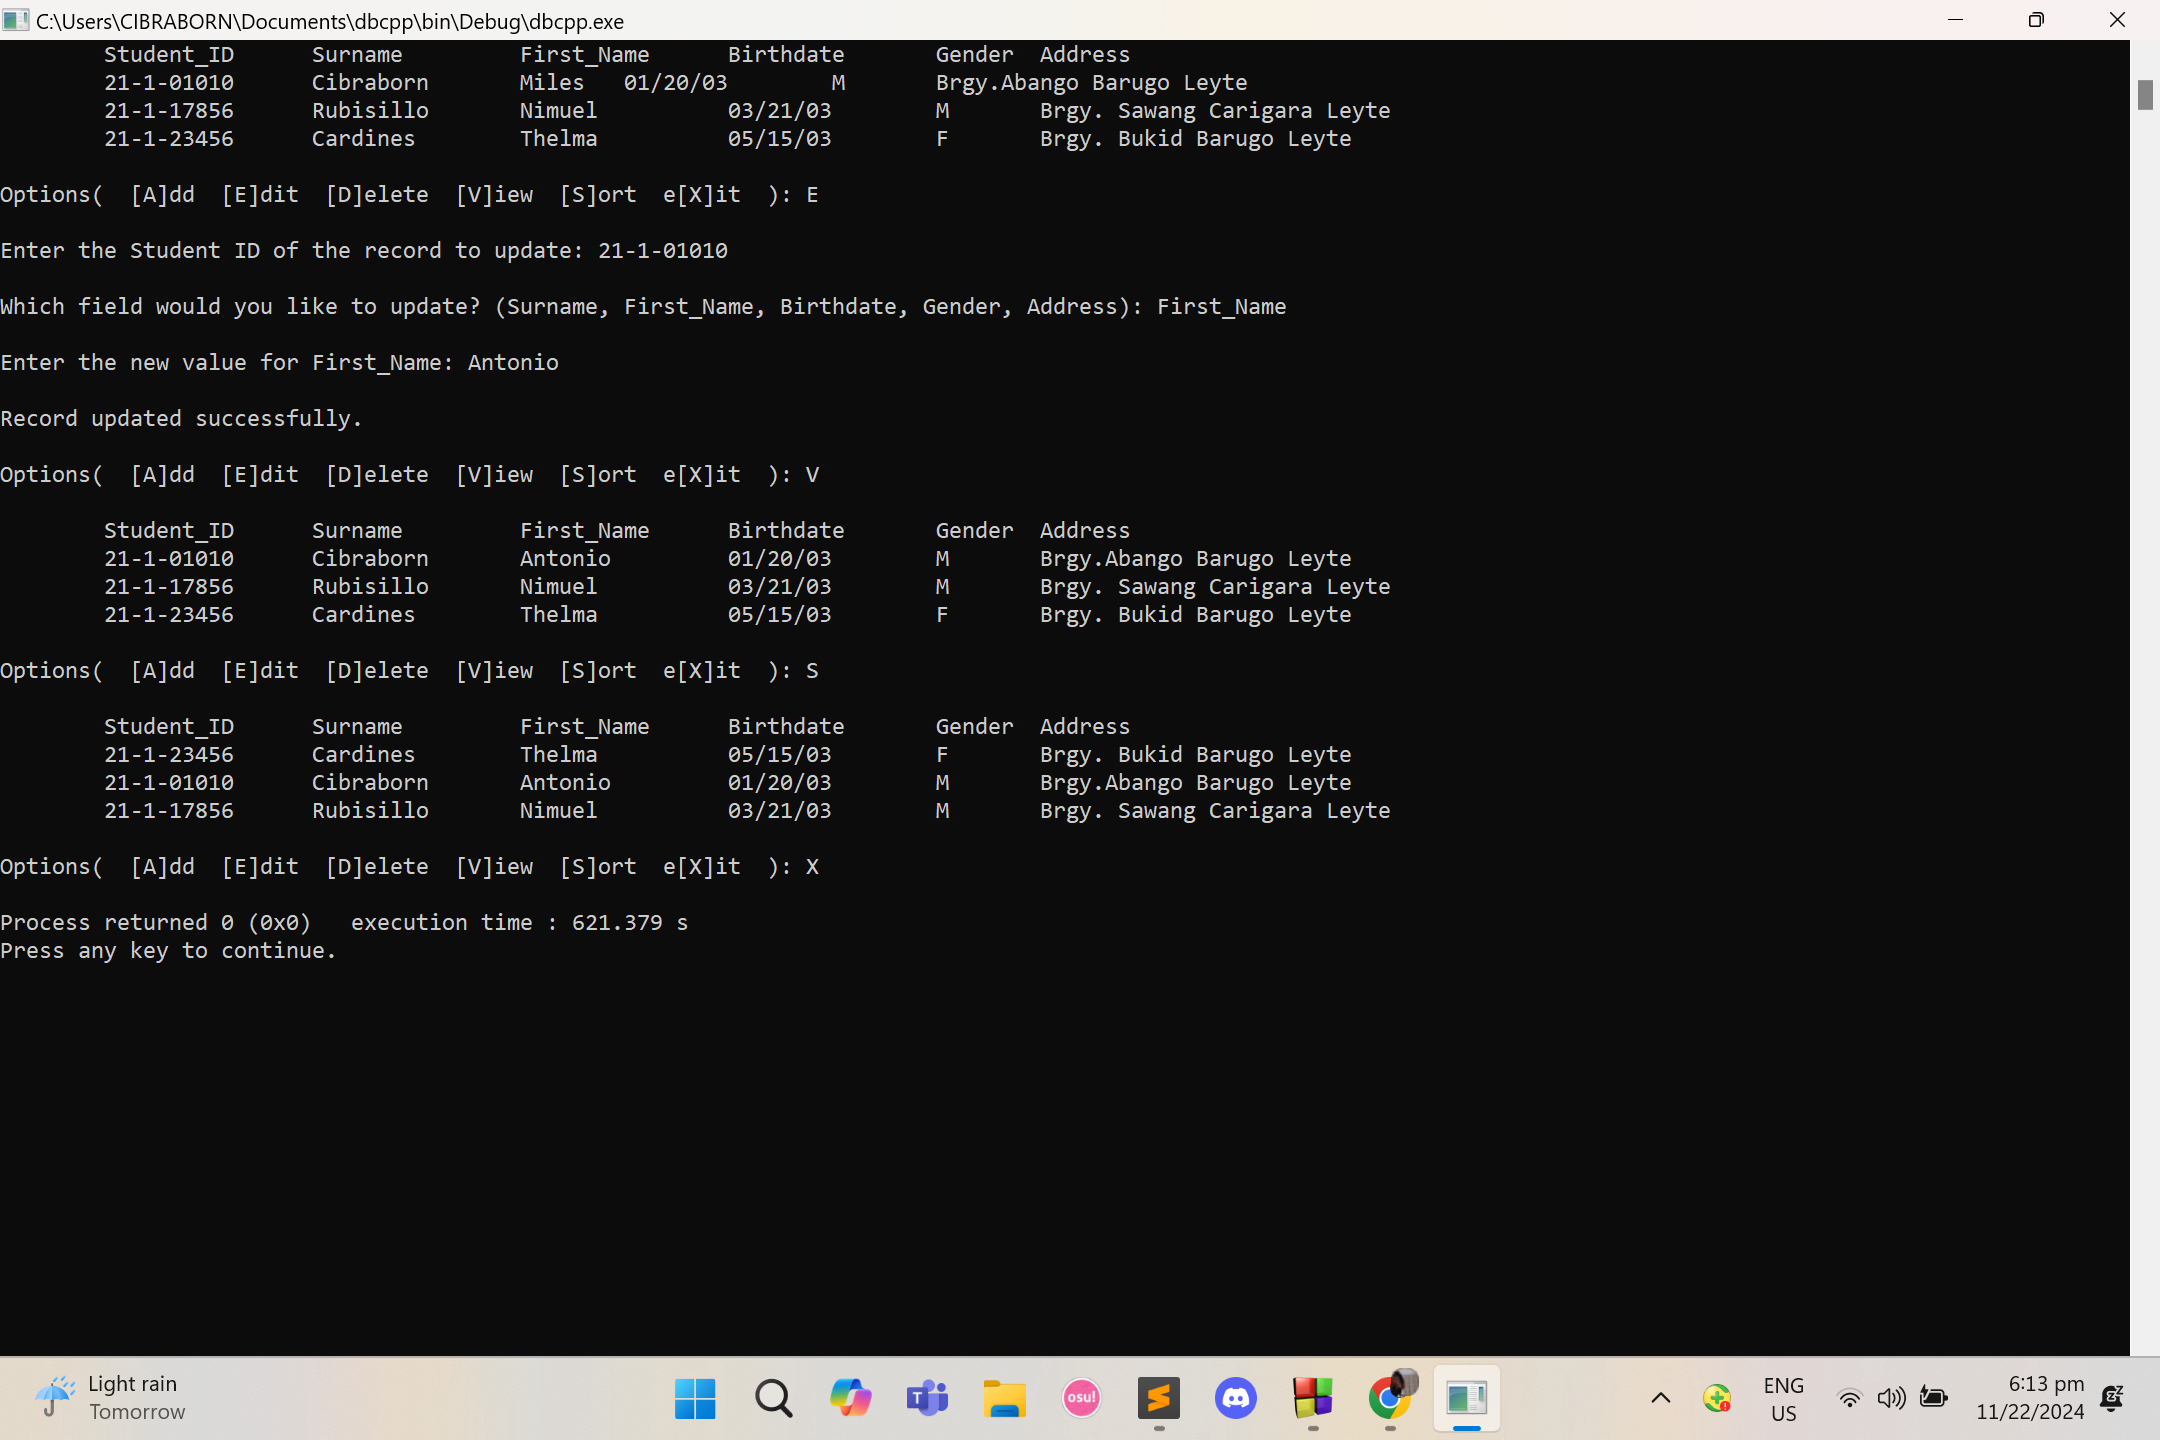 C:\Users\CIBRABORN\Documents\dbcpp\bin\Debug\dbcpp.exe
Student_ID Surname First_Name Birthdate Gender Address
21-1-01010 Cibraborn Miles 01/20/03 M Brgy.Abango Barugo Leyte
21-1-17856 Rubisillo Nimuel 03/21/03 M Brgy. Sawang Carigara Leyte
21-1-23456 Cardines Thelma 05/15/03 F Brgy. Bukid Barugo Leyte
Options( [A]dd [E]dit [D]elete [V]iew [S]ort e[X]it ): E
Enter the Student ID of the record to update: 21-1-01010
Which field would you like to update? (Surname, First_Name, Birthdate, Gender, Address): First_Name
Enter the new value for First_Name: Antonio
Record updated successfully.
Options( [A]dd [E]dit [D]elete [V]iew [S]ort e[X]it ): V
Student_ID Surname First_Name Birthdate Gender Address
21-1-01010 Cibraborn Antonio 01/20/03 M Brgy.Abango Barugo Leyte
21-1-17856 Rubisillo Nimuel 03/21/03 M Brgy. Sawang Carigara Leyte
21-1-23456 Cardines Thelma 05/15/03 F Brgy. Bukid Barugo Leyte
Options( [A]dd [E]dit [D]elete [V]iew [S]ort e[X]it ): S
Student_ID Surname First_Name Birthdate Gender Address
21-1-23456 Cardines Thelma 05/15/03 F Brgy. Bukid Barugo Leyte
21-1-01010 Cibraborn Antonio 01/20/03 M Brgy.Abango Barugo Leyte
21-1-17856 Rubisillo Nimuel 03/21/03 M Brgy. Sawang Carigara Leyte
Options( [A]dd [E]dit [D]elete [V]iew [S]ort e[X]it ): X
Process returned 0 (0x0) execution time : 621.379 s
Press any key to continue.
Light rain
Tomorrow
T
osu!
ENG
US
6:13 pm
11/22/2024